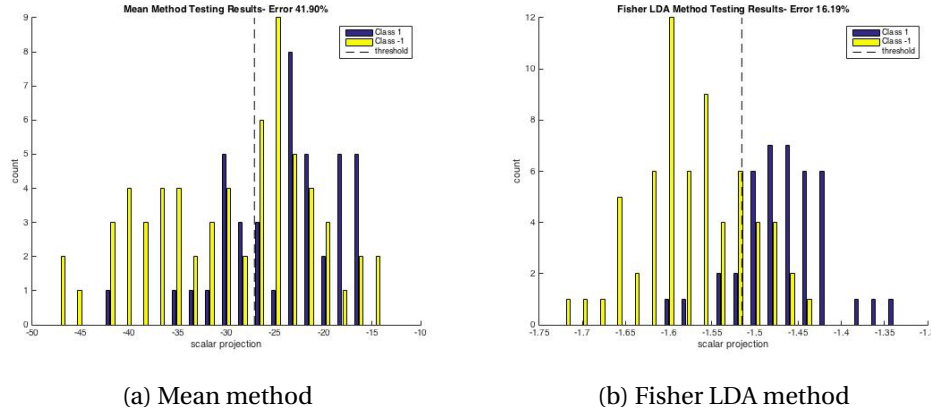 Mean Method Testing Results- Error 41.90%
Class 1
Class -1
threshold
count
9
8
7
6
5
4
3
2
1
0
-50
-45
-40
-35
-30
-25
-20
-15
-10
scalar projection
(a) Mean method
Fisher LDA Method Testing Results- Error 16.19%
Class 1
Class -1
threshold
count
12
10
8
6
4
2
0
-1.75
-1.7
-1.65
-1.6
-1.55
-1.5
-1.45
-1.4
-1.35
-1.3
scalar projection
(b) Fisher LDA method